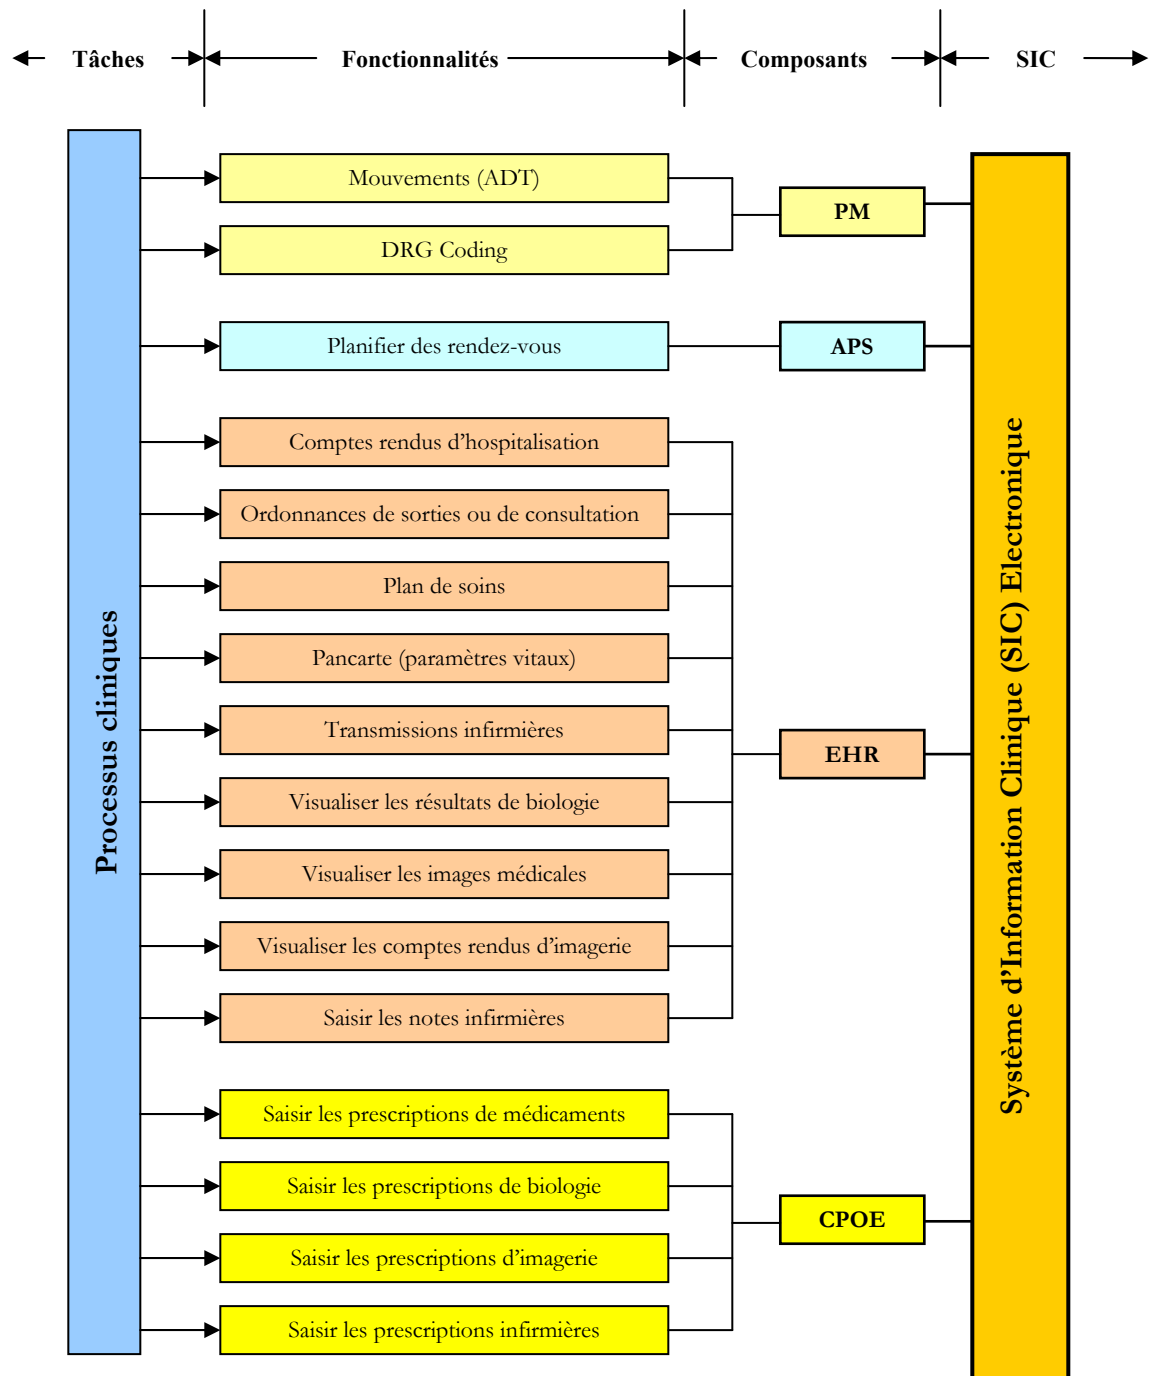 Tâches
Fonctionnalités
Composants
SIC
Processus cliniques
Mouvements (ADT)
DRG Coding
PM
Planifier des rendez-vous
APS
Comptes rendus d’hospitalisation
Ordonnances de sorties ou de consultation
Plan de soins
Pancarte (paramètres vitaux)
Transmissions infirmières
Visualiser les résultats de biologie
Visualiser les images médicales
Visualiser les comptes rendus d’imagerie
Saisir les notes infirmières
EHR
Saisir les prescriptions de médicaments
Saisir les prescriptions de biologie
Saisir les prescriptions d’imagerie
Saisir les prescriptions infirmières
CPOE
Système d’Information Clinique (SIC) Electronique